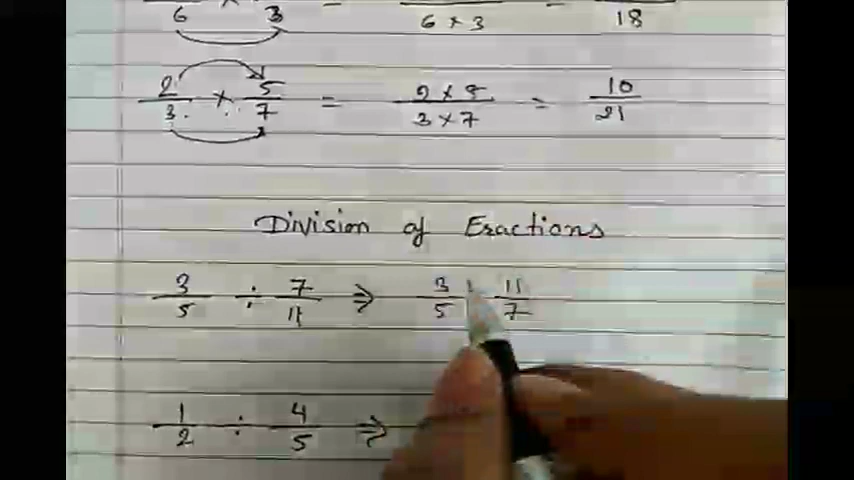 6 × 3 = 6 × 3 = 18
2/3 × 5/7 = 2 × 5 / 3 × 7 = 10/21
Division of Fractions
3/5 ÷ 7/11 ⇒ 3/5 11/7
1/2 ÷ 4/5 ⇒